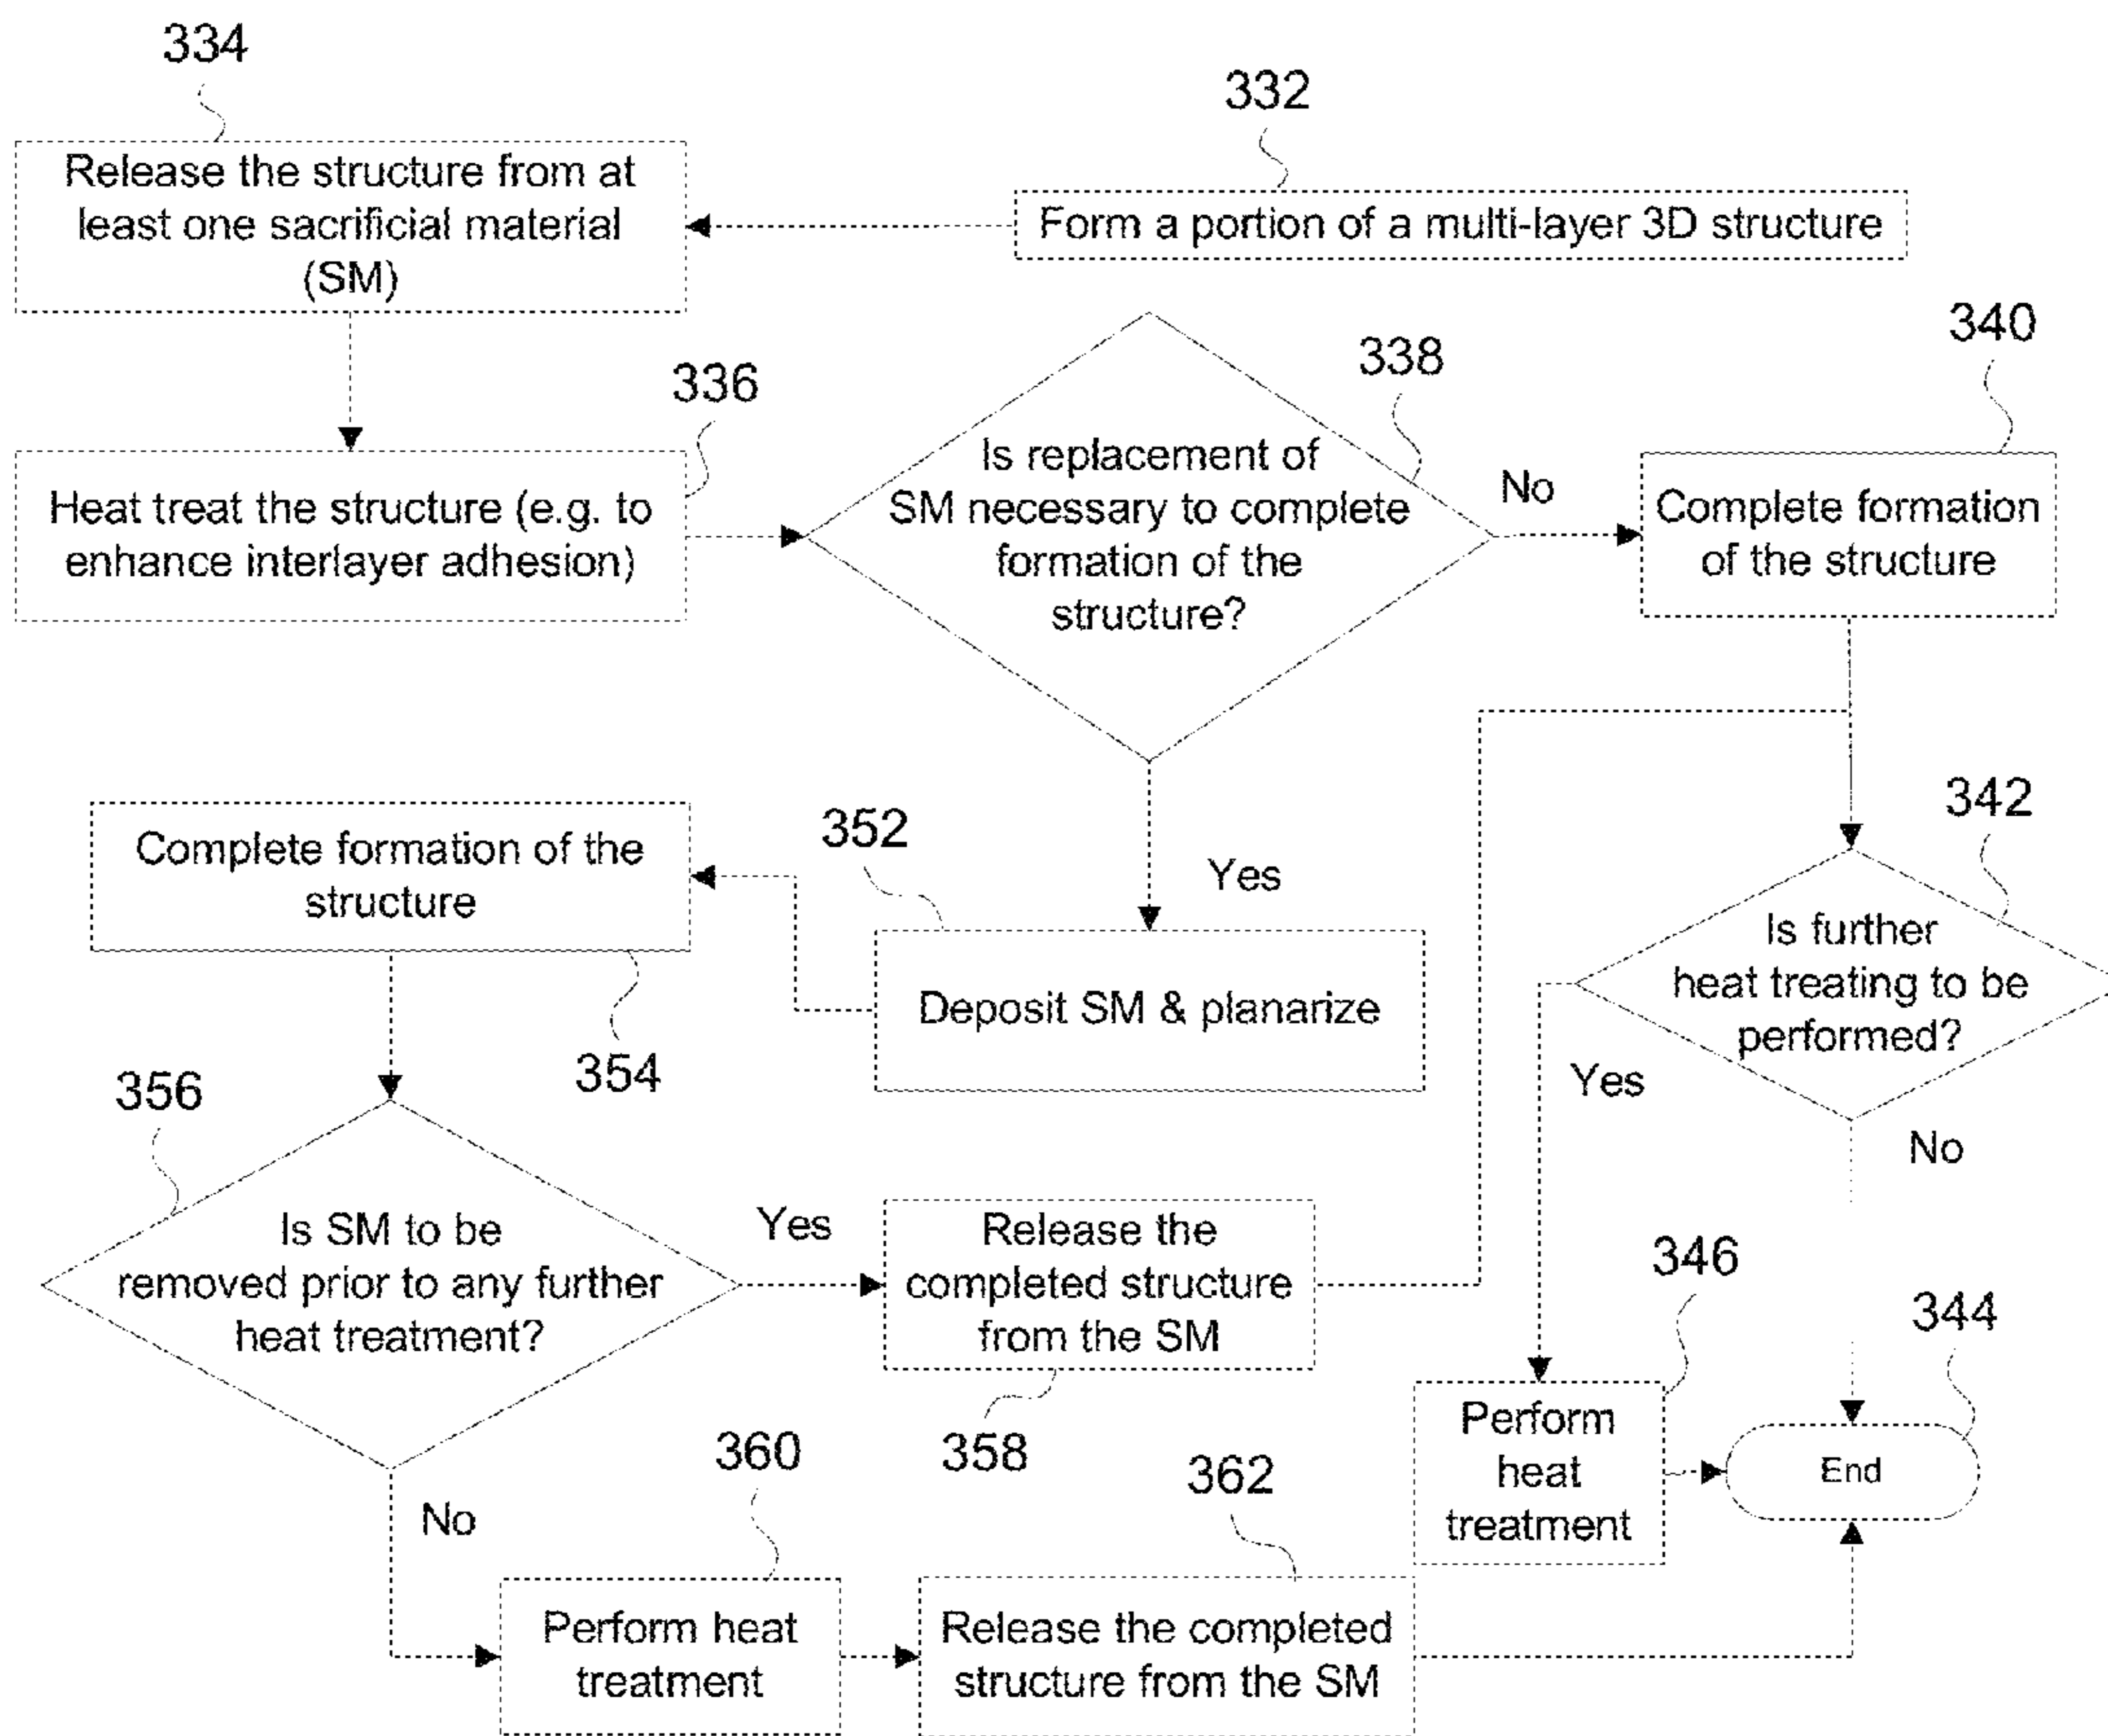 334
332
Release the structure from at
least one sacrificial material
(SM)
Form a portion of a multi-layer 3D structure
336
338
340
Heat treat the structure (e.g. to
enhance interlayer adhesion)
Is replacement of
SM necessary to complete
formation of the
structure?
No
Complete formation
of the structure
342
352
Complete formation of the
structure
Yes
Deposit SM & planarize
354
Is further
heat treating to be
performed?
Yes
No
356
Is SM to be
removed prior to any further
heat treatment?
Yes
Release the
completed structure
from the SM
358
346
344
Perform
heat
treatment
End
No
360
362
Perform heat
treatment
Release the completed
structure from the SM